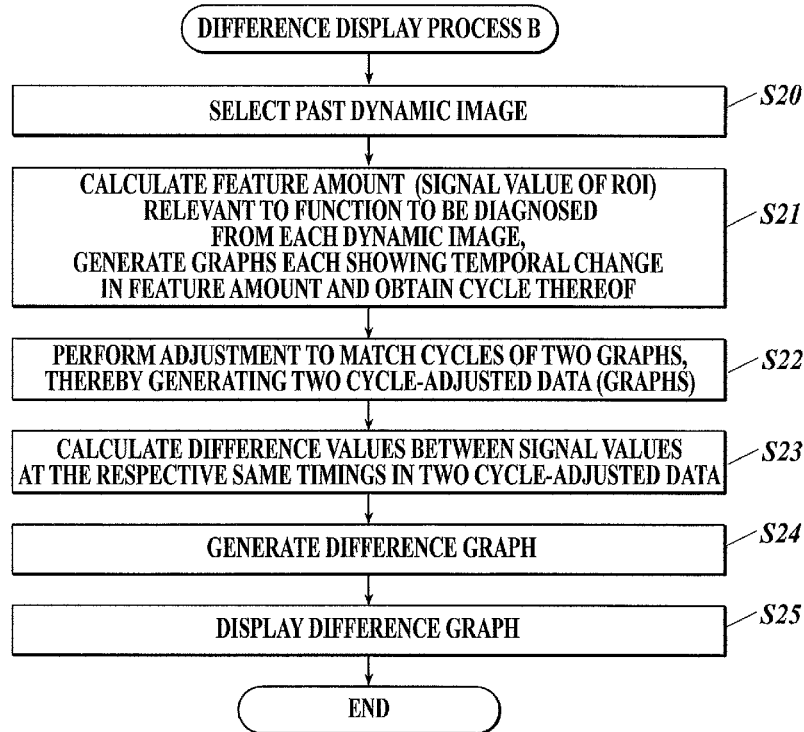 DIFFERENCE DISPLAY PROCESS B
SELECT PAST DYNAMIC IMAGE
S20
CALCULATE FEATURE AMOUNT (SIGNAL VALUE OF ROI)
RELEVANT TO FUNCTION TO BE DIAGNOSED
FROM EACH DYNAMIC IMAGE,
GENERATE GRAPHS EACH SHOWING TEMPORAL CHANGE
IN FEATURE AMOUNT AND OBTAIN CYCLE THEREOF
S21
PERFORM ADJUSTMENT TO MATCH CYCLES OF TWO GRAPHS,
THEREBY GENERATING TWO CYCLE-ADJUSTED DATA (GRAPHS)
S22
CALCULATE DIFFERENCE VALUES BETWEEN SIGNAL VALUES
AT THE RESPECTIVE SAME TIMINGS IN TWO CYCLE-ADJUSTED DATA
S23
GENERATE DIFFERENCE GRAPH
S24
DISPLAY DIFFERENCE GRAPH
S25
END